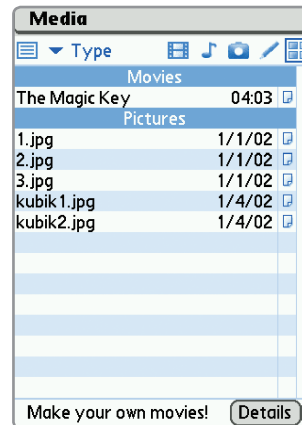 Media
Type
Movies
The Magic Key 04:03
Pictures
1.jpg 1/1/02
2.jpg 1/1/02
3.jpg 1/1/02
kubik1.jpg 1/4/02
kubik2.jpg 1/4/02
Make your own movies! Details